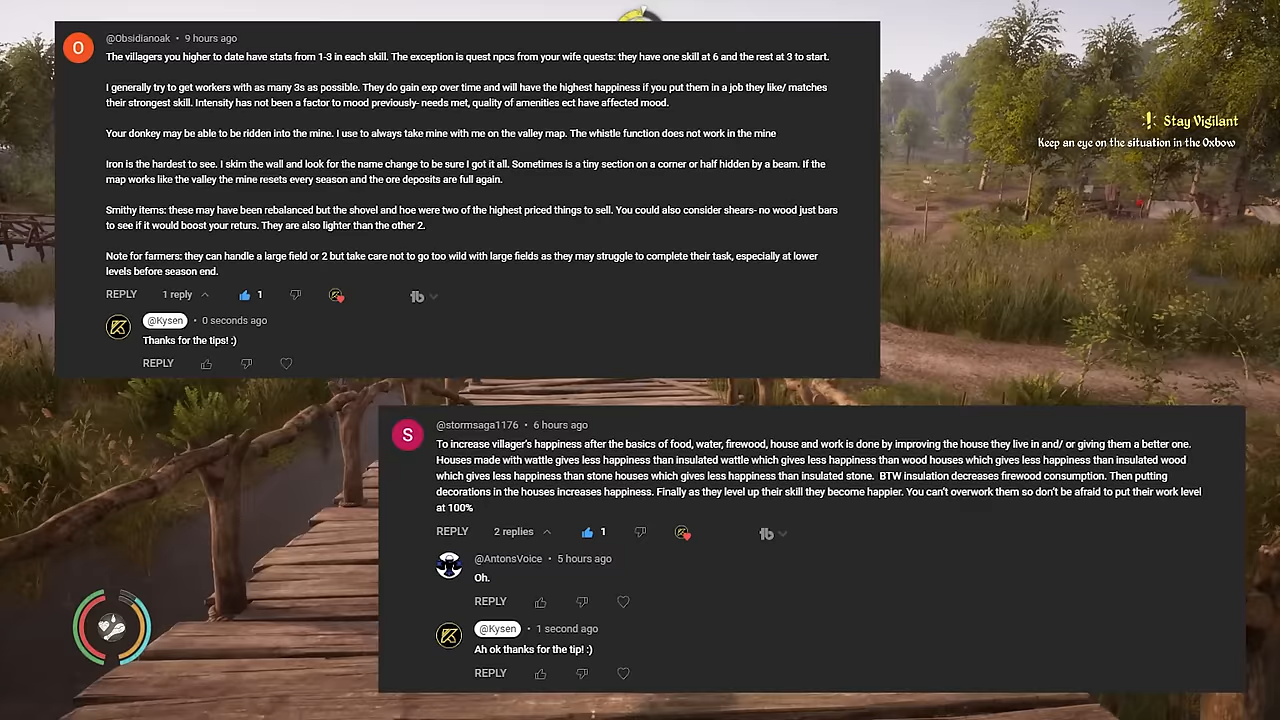 @Obsidianoak • 9 hours ago
The villagers you higher to date have stats from 1-3 in each skill. The exception is quest npcs from your wife quests: they have one skill at 6 and the rest at 3 to start.
I generally try to get workers with as many 3s as possible. They do gain exp over time and will have the highest happiness if you put them in a job they like/ matches
their strongest skill. Intensity has not been a factor to mood previously- needs met, quality of amenities ect have affected mood.
Your donkey may be able to be ridden into the mine. I use to always take mine with me on the valley map. The whistle function does not work in the mine
Iron is the hardest to see. I skim the wall and look for the name change to be sure I got it all. Sometimes is a tiny section on a corner or half hidden by a beam. If the
map works like the valley the mine resets every season and the ore deposits are full again.
Smithy items: these may have been rebalanced but the shovel and hoe were two of the highest priced things to sell. You could also consider shears- no wood just bars
to see if it would boost your returs. They are also lighter than the other 2.
Note for farmers: they can handle a large field or 2 but take care not to go too wild with large fields as they may struggle to complete their task, especially at lower
levels before season end.
REPLY 1 reply 1
@Kysen • 0 seconds ago
Thanks for the tips! :)
REPLY
Stay Vigilant
Keep an eye on the situation in the Oxbow
S
@stormsaga1176 • 6 hours ago
To increase villager's happiness after the basics of food, water, firewood, house and work is done by improving the house they live in and/ or giving them a better one.
Houses made with wattle gives less happiness than insulated wattle which gives less happiness than wood houses which gives less happiness than insulated wood
which gives less happiness than stone houses which gives less happiness than insulated stone. BTW insulation decreases firewood consumption. Then putting
decorations in the houses increases happiness. Finally as they level up their skill they become happier. You can't overwork them so don't be afraid to put their work level
at 100%
REPLY 2 replies 1
@AntonsVoice • 5 hours ago
Oh.
REPLY
@Kysen • 1 second ago
Ah ok thanks for the tip! :)
REPLY